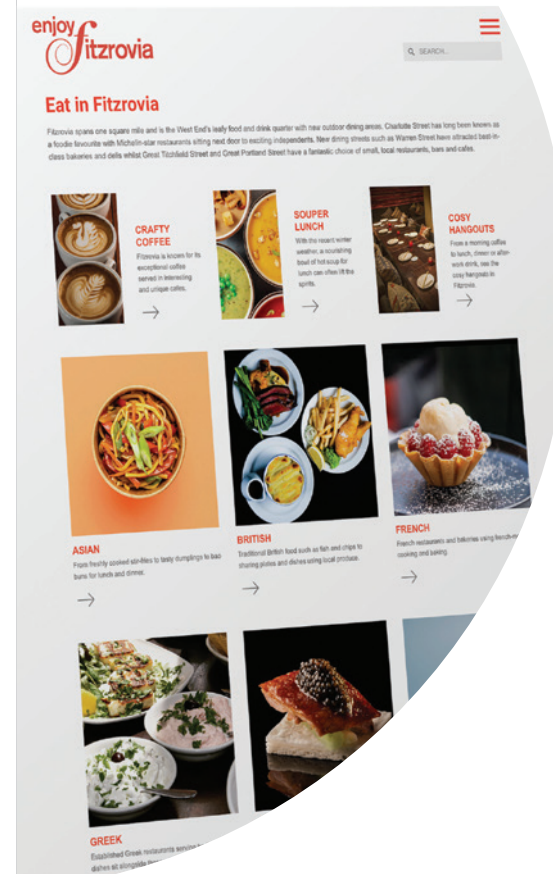 enjoy
fitzrovia
SEARCH...
Eat in Fitzrovia
Fitzrovia spans one square mile and is the West End's leafy food and drink quarter with new outdoor dining areas. Charlotte Street has long been known as
a foodie favourite with Michelin-star restaurants sitting next door to exciting independents. New dining streets such as Warren Street have attracted best-in-
class bakeries and delis whilst Great Titchfield Street and Great Portland Street have a fantastic choice of small, local restaurants, bars and cafes.
CRAFTY
COFFEE
Fitzrovia is known for its
exceptional coffee
served in interesting
and unique cafes.
SOUPER
LUNCH
With the recent winter
weather, a nourishing
bowl of hot soup for
lunch can often lift the
spirits.
COSY
HANGOUTS
From a morning coffee
to lunch, dinner or after-
work drink, see the
cosy hangouts in
Fitzrovia.
ASIAN
From freshly cooked stir-fries to tasty dumplings to bao
buns for lunch and dinner.
BRITISH
Traditional British food such as fish and chips to
sharing plates and dishes using local produce.
FRENCH
French restaurants and bakeries using french-
cooking and baking.
GREEK
Established Greek restaurants serving
dishes sit alongside